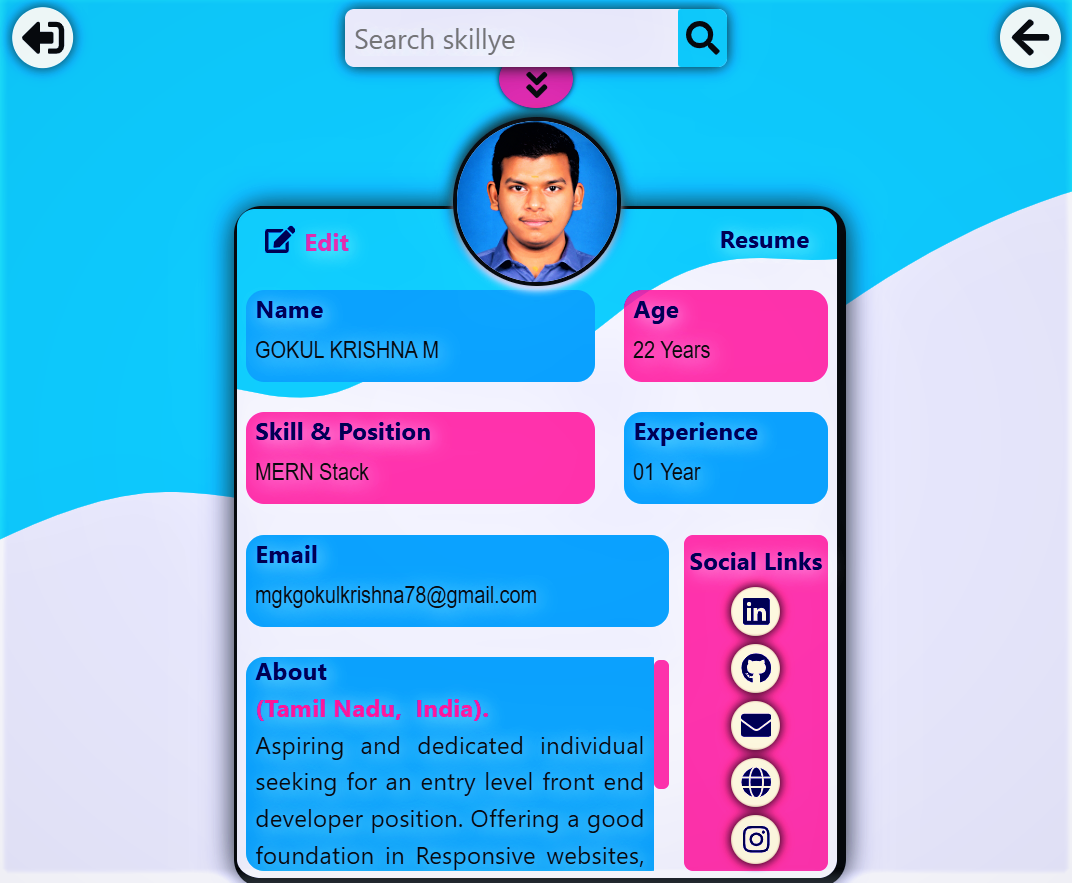 Search skillye
Edit
Resume
Name
GOKUL KRISHNA M
Age
22 Years
Skill & Position
MERN Stack
Experience
01 Year
Email
mgkgokulkrishna78@gmail.com
Social Links
About
(Tamil Nadu, India).
Aspiring and dedicated individual
seeking for an entry level front end
developer position. Offering a good
foundation in Responsive websites,